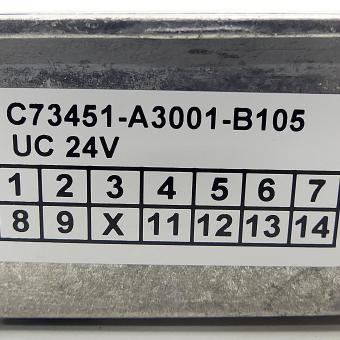 C73451-A3001-B105
UC 24V
1 2 3 4 5 6 7
8 9 X 11 12 13 14